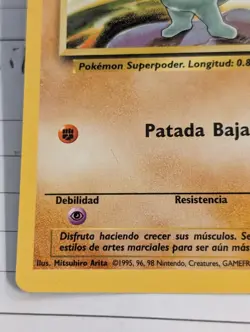 Pokémon Superpoder. Longitud: 0.8
Patada Baja
Debilidad Resistencia
Disfruta haciendo crecer sus músculos. Se
estilos de artes marciales para ser aún más
Ilus. Mitsuhiro Arita ©1995, 96, 98 Nintendo, Creatures, GAMEFR